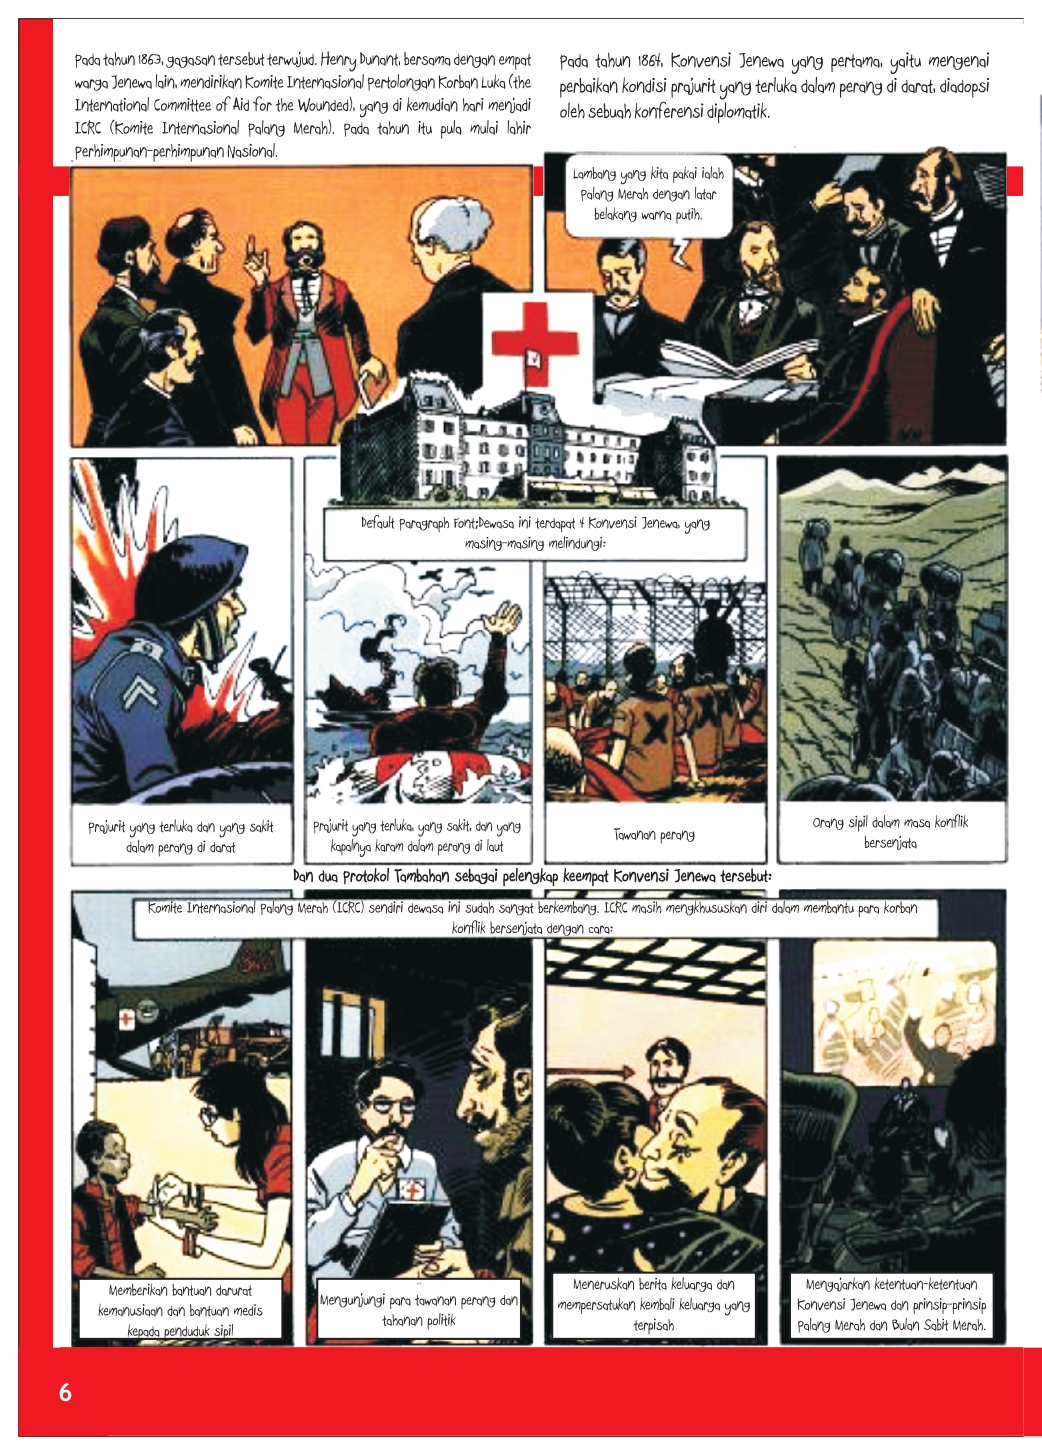 Pada tahun 1863, gagasan tersebut terwujud. Henry Dunant, bersama dengan empat
warga Jenewa lain, mendirikan Komite Internasional Pertolongan Korban Luka (the
International Committee of Aid for the Wounded), yang di kemudian hari menjadi
ICRC (Komite Internasional Palang Merah). Pada tahun itu pula mulai lahir
Perhimpunan-perhimpunan Nasional.
Pada tahun 1864, Konvensi Jenewa yang pertama, yaitu mengenai
perbaikan kondisi prajurit yang terluka dalam perang di darat, diadopsi
oleh sebuah konferensi diplomatik.
Lambang yang kita pakai ialah
Palang Merah dengan latar
belakang warna putih.
Default Paragraph Font;Dewasa ini terdapat 4 Konvensi Jenewa, yang
masing-masing melindungi:
Prajurit yang terluka dan yang sakit
dalam perang di darat
Prajurit yang terluka, yang sakit, dan yang
kapalnya karam dalam perang di laut
Tawanan perang
Orang sipil dalam masa konflik
bersenjata
Dan dua Protokol Tambahan sebagai pelengkap keempat Konvensi Jenewa tersebut:
Komite Internasional Palang Merah (ICRC) sendiri dewasa ini sudah sangat berkembang. ICRC masih mengkhususkan diri dalam membantu para korban
konflik bersenjata dengan cara:
Memberikan bantuan darurat
kemanusiaan dan bantuan medis
kepada penduduk sipil
Mengunjungi para tawanan perang dan
tahanan politik
Meneruskan berita keluarga dan
mempersatukan kembali keluarga yang
terpisah
Mengajarkan ketentuan-ketentuan
Konvensi Jenewa dan prinsip-prinsip
Palang Merah dan Bulan Sabit Merah.
6